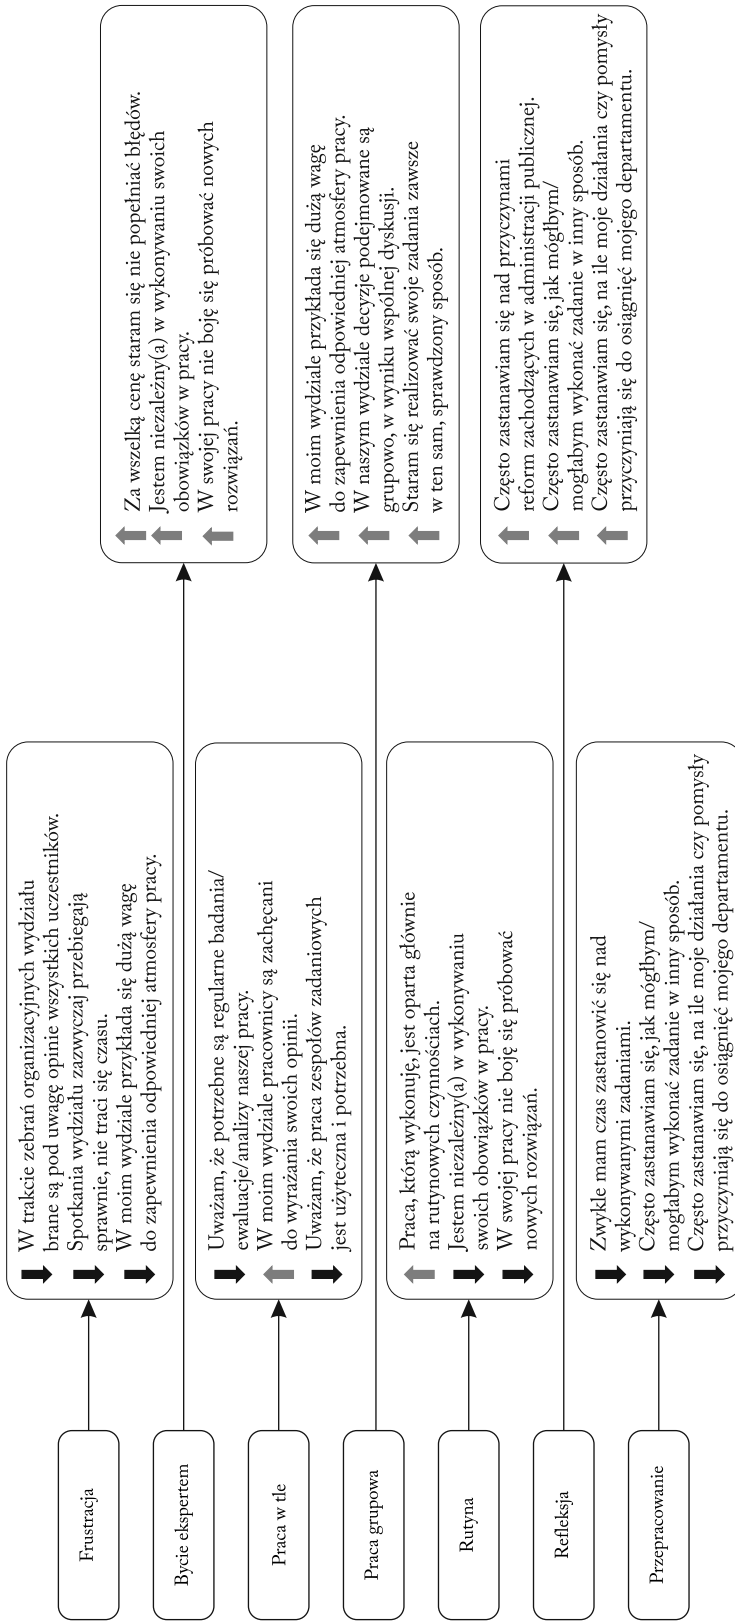 Frustracja
W trakcie zebrań organizacyjnych wydziału
brane są pod uwagę opinie wszystkich uczestników.
Spotkania wydziału zazwyczaj przebiegają
sprawnie, nie traci się czasu.
W moim wydziale przykłada się dużą wagę
do zapewnienia odpowiedniej atmosfery pracy.
Bycie ekspertem
Za wszelką cenę staram się nie popełniać błędów.
Jestem niezależny(a) w wykonywaniu swoich
obowiązków w pracy.
W swojej pracy nie boję się próbować nowych
rozwiązań.
Praca w tle
Uważam, że potrzebne są regularne badania/
ewaluacje/analizy naszej pracy.
W moim wydziale pracownicy są zachęcani
do wyrażania swoich opinii.
Uważam, że praca zespołów zadaniowych
jest użyteczna i potrzebna.
Praca grupowa
W moim wydziale przykłada się dużą wagę
do zapewnienia odpowiedniej atmosfery pracy.
W naszym wydziale decyzje podejmowane są
grupowo, w wyniku wspólnej dyskusji.
Staram się realizować swoje zadania zawsze
w ten sam, sprawdzony sposób.
Rutyna
Praca, którą wykonuję, jest oparta głównie
na rutynowych czynnościach.
Jestem niezależny(a) w wykonywaniu
swoich obowiązków w pracy.
W swojej pracy nie boję się próbować
nowych rozwiązań.
Refleksja
Często zastanawiam się nad przyczynami
reform zachodzących w administracji publicznej.
Często zastanawiam się, jak mógłbym/
mogłabym wykonać zadanie w inny sposób.
Często zastanawiam się, na ile moje działania czy pomysły
przyczyniają się do osiągnięć mojego departamentu.
Przepracowanie
Zwykle mam czas zastanowić się nad
wykonywanymi zadaniami.
Często zastanawiam się, jak mógłbym/
mogłabym wykonać zadanie w inny sposób.
Często zastanawiam się, na ile moje działania czy pomysły
przyczyniają się do osiągnięć mojego departamentu.